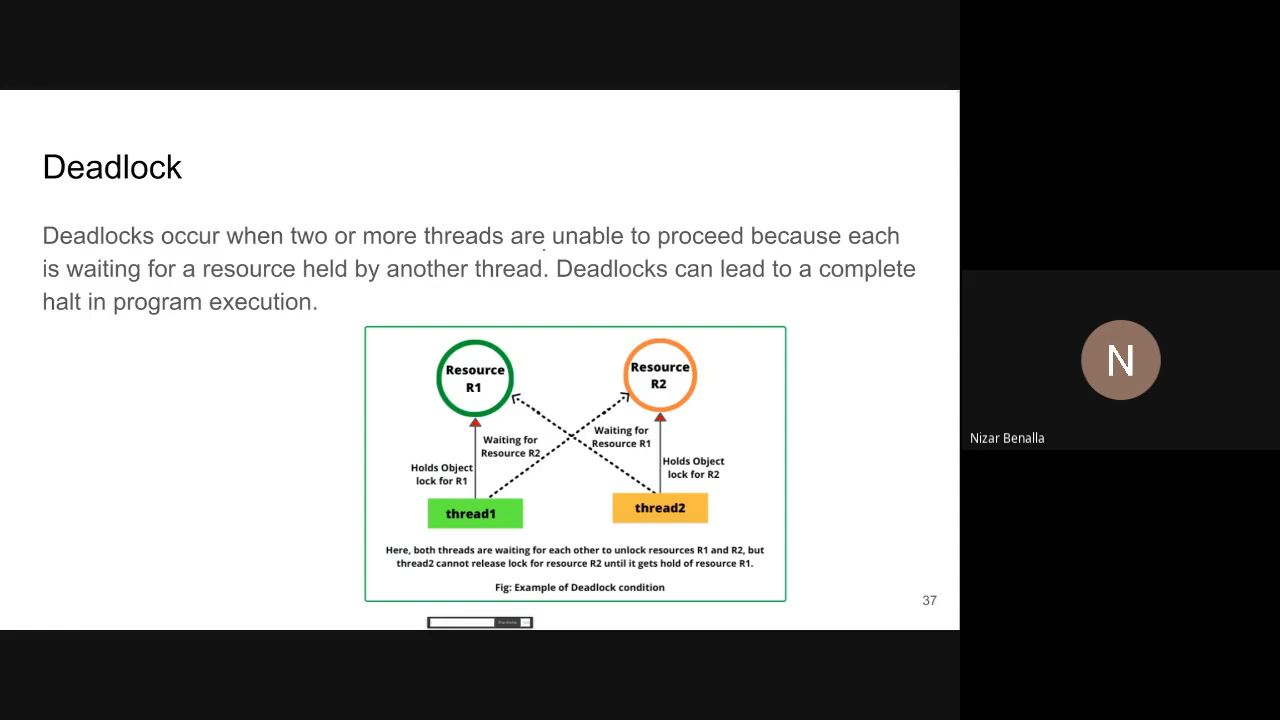 Deadlock
Deadlocks occur when two or more threads are unable to proceed because each
is waiting for a resource held by another thread. Deadlocks can lead to a complete
halt in program execution.
Resource
R1
Resource
R2
Waiting for
Resource R2
Waiting for
Resource R1
Holds Object
lock for R1
Holds Object
lock for R2
thread1
thread2
Here, both threads are waiting for each other to unlock resources R1 and R2, but
thread2 cannot release lock for resource R2 until it gets hold of resource R1.
Fig: Example of Deadlock condition
37
N
Nizar Benalla